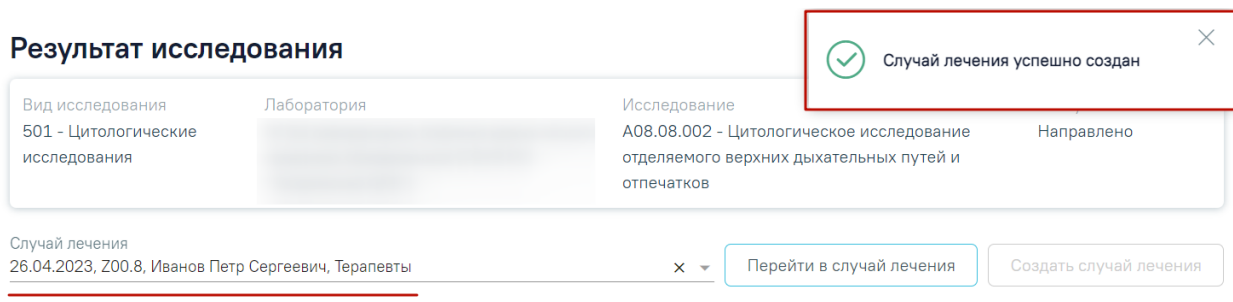 Результат исследования
Случай лечения успешно создан
Вид исследования
501 - Цитологические
исследования
Лаборатория
Исследование
A08.08.002 - Цитологическое исследование
отделяемого верхних дыхательных путей и
отпечатков
Направлено
Случай лечения
26.04.2023, Z00.8, Иванов Петр Сергеевич, Терапевты
Перейти в случай лечения
Создать случай лечения